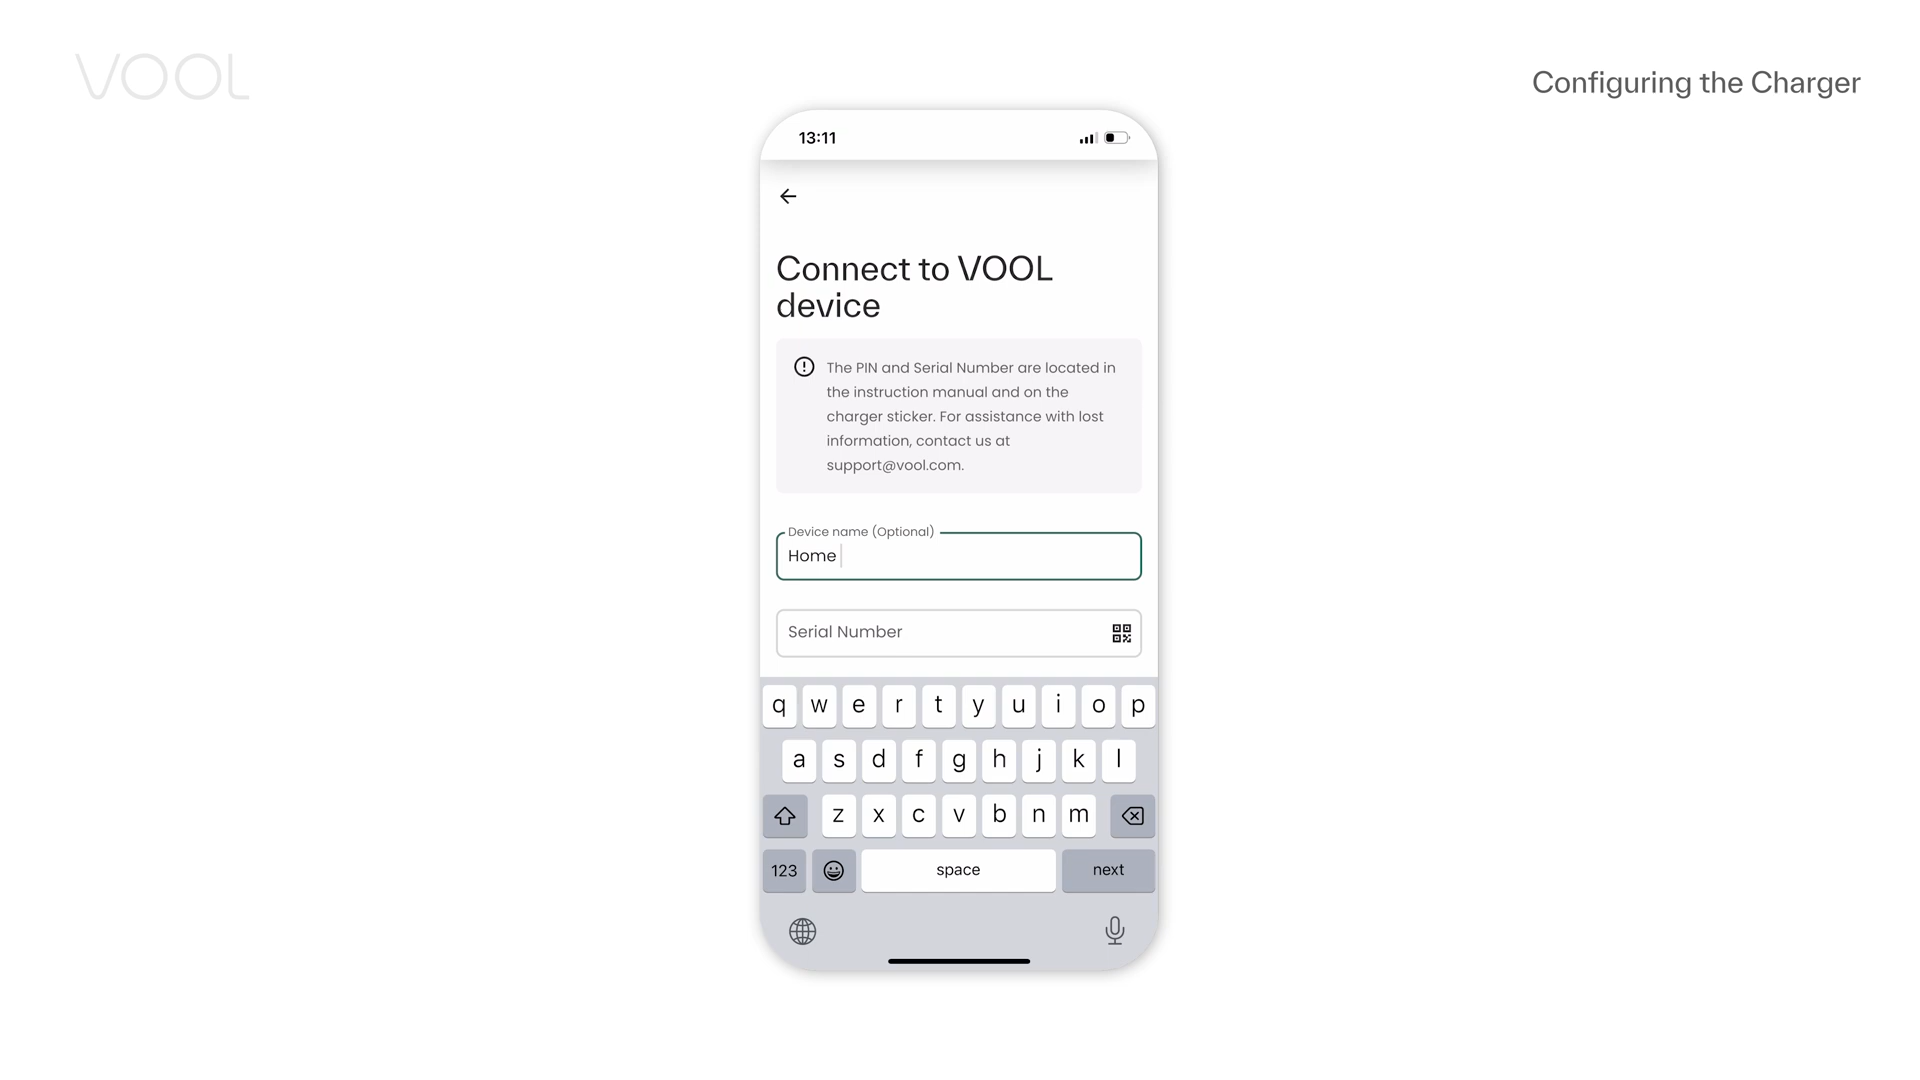 VOOL
Configuring the Charger
13:11
Connect to VOOL
device
The PIN and Serial Number are located in
the instruction manual and on the
charger sticker. For assistance with lost
information, contact us at
support@vool.com.
Device name (Optional)
Home
Serial Number
q w e r t y u i o p
a s d f g h j k l
z x c v b n m
123 space next